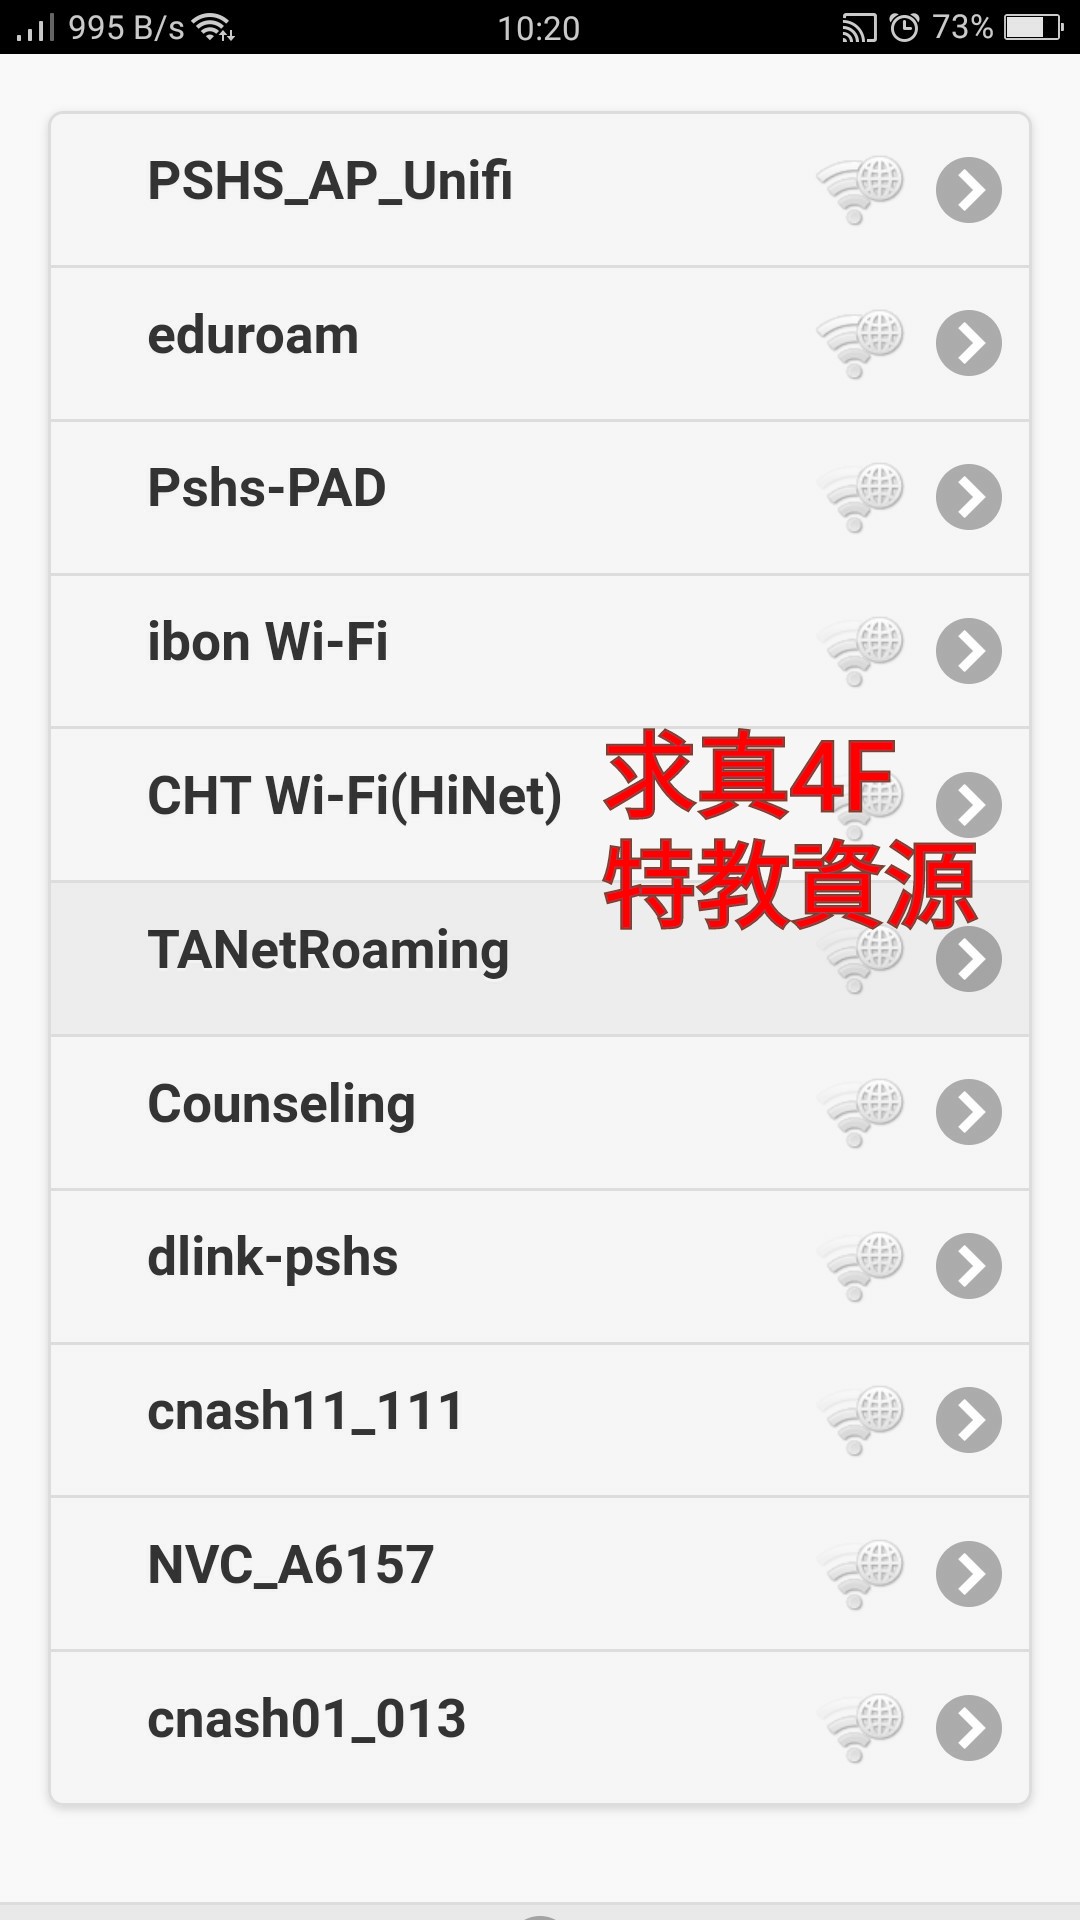 995 B/s 10:20 73%
PSHS_AP_Unifi
eduroam
Pshs-PAD
ibon Wi-Fi
CHT Wi-Fi(HiNet)
求真4F
特教資源
TANetRoaming
Counseling
dlink-pshs
cnash11_111
NVC_A6157
cnash01_013